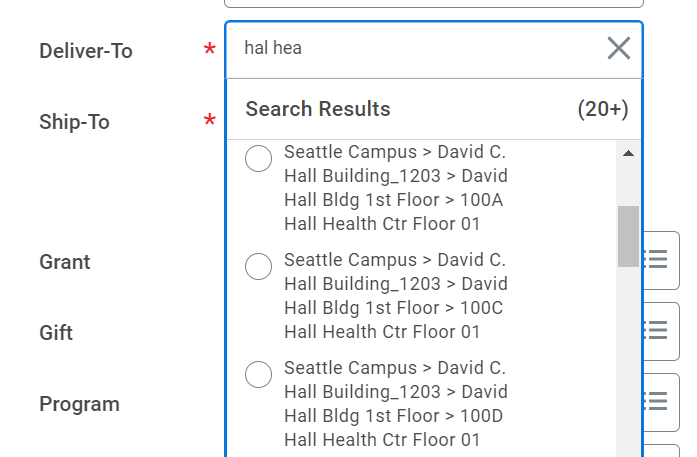 Deliver-To * hal hea
Search Results (20+)
Ship-To *
Seattle Campus > David C.
Hall Building_1203 > David
Hall Bldg 1st Floor > 100A
Hall Health Ctr Floor 01
Grant
Seattle Campus > David C.
Hall Building_1203 > David
Hall Bldg 1st Floor > 100C
Hall Health Ctr Floor 01
Gift
Seattle Campus > David C.
Hall Building_1203 > David
Program
Hall Bldg 1st Floor > 100D
Hall Health Ctr Floor 01